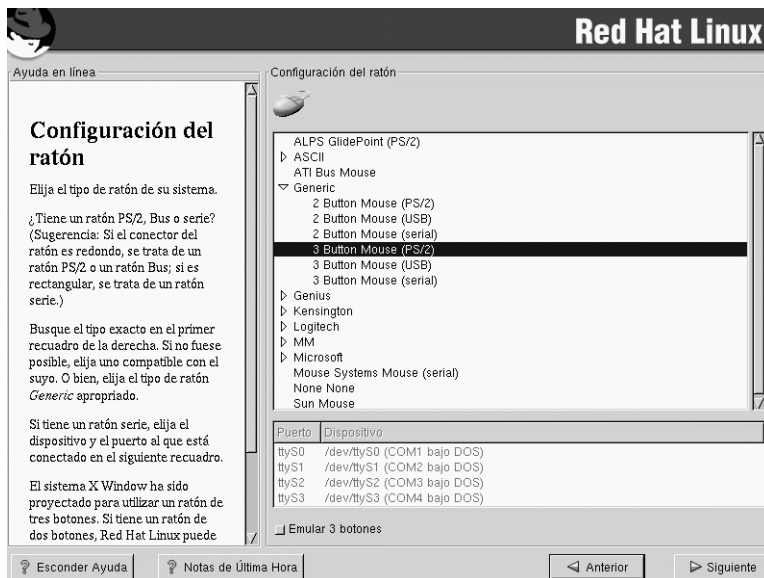 Red Hat Linux
Ayuda en línea
Configuración del
ratón
Elija el tipo de ratón de su sistema.
¿Tiene un ratón PS/2, Bus o serie?
(Sugerencia: Si el conector del
ratón es redondo, se trata de un
ratón PS/2 o un ratón Bus; si es
rectangular, se trata de un ratón
serie.)
Busque el tipo exacto en el primer
recuadro de la derecha. Si no fuese
posible, elija uno compatible con el
suyo. O bien, elija el tipo de ratón
Generic apropriado.
Si tiene un ratón serie, elija el
dispositivo y el puerto al que está
conectado en el siguiente recuadro.
El sistema X Window ha sido
proyectado para utilizar un ratón de
tres botones. Si tiene un ratón de
dos botones, Red Hat Linux puede
Configuración del ratón
ALPS GlidePoint (PS/2)
ASCII
ATI Bus Mouse
Generic
2 Button Mouse (PS/2)
2 Button Mouse (USB)
2 Button Mouse (serial)
3 Button Mouse (PS/2)
3 Button Mouse (USB)
3 Button Mouse (serial)
Genius
Kensington
Logitech
MM
Microsoft
Mouse Systems Mouse (serial)
None None
Sun Mouse
Puerto Dispositivo
ttyS0 /dev/ttyS0 (COM1 bajo DOS)
ttyS1 /dev/ttyS1 (COM2 bajo DOS)
ttyS2 /dev/ttyS2 (COM3 bajo DOS)
ttyS3 /dev/ttyS3 (COM4 bajo DOS)
Emular 3 botones
Esconder Ayuda
Notas de Última Hora
Anterior
Siguiente